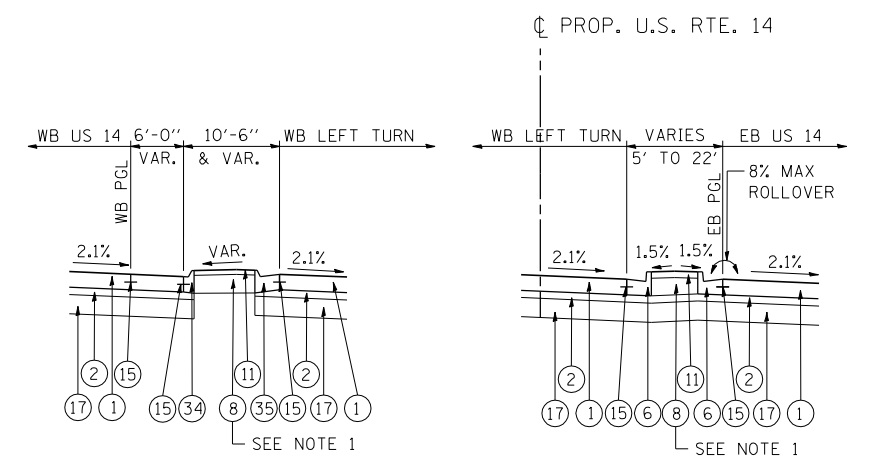 ℄ PROP. U.S. RTE. 14
WB US 14 6'-0" 10'-6" WB LEFT TURN
VAR. & VAR.
WB PGL
2.1% VAR. 2.1%
2 15 11 2
17 1 15 34 8 35 15 17 1
SEE NOTE 1
WB LEFT TURN VARIES EB US 14
5' TO 22'
EB PGL
8% MAX
ROLLOVER
2.1% 1.5% 1.5% 2.1%
2 11 2
17 1 15 6 8 6 15 17 1
SEE NOTE 1